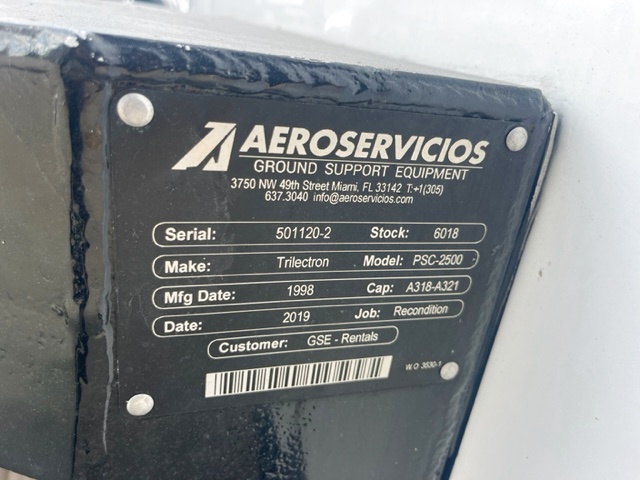 AEROSERVICIOS
GROUND SUPPORT EQUIPMENT
3750 NW 49th Street Miami, FL 33142 T:+1(305)
637.3040 info@aeroservicios.com
Serial: 501120-2 Stock: 6018
Make: Trilectron Model: PSC-2500
Mfg Date: 1998 Cap: A318-A321
Date: 2019 Job: Recondition
Customer: GSE - Rentals
W.O 3530-1